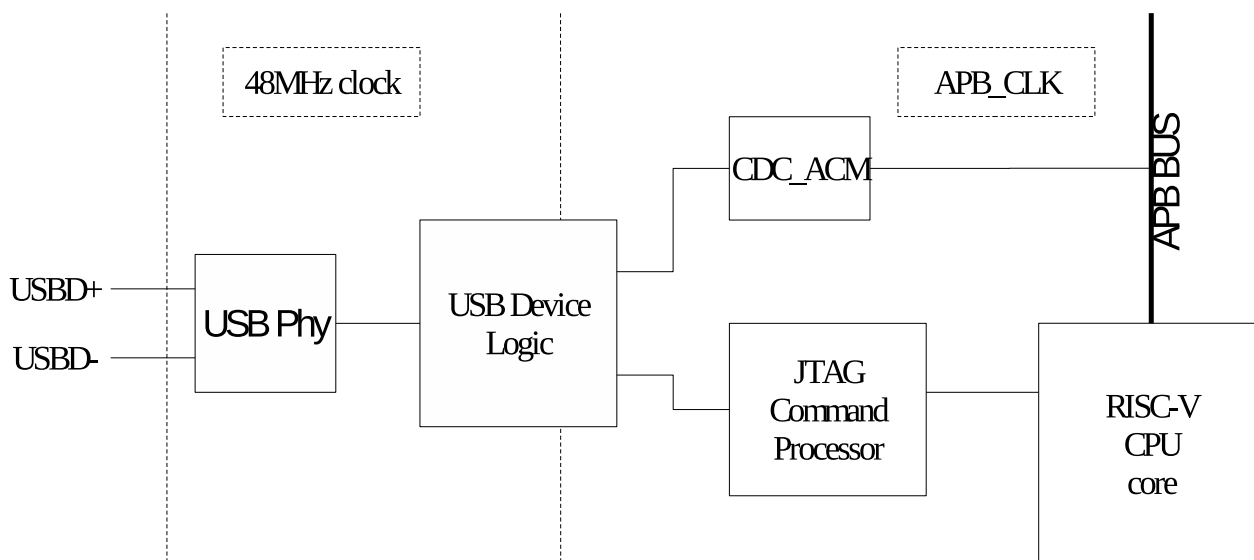 48MHz clock
APB_CLK
APB BUS
CDC_ACM
USBD+
USBD-
USB Phy
USB Device
Logic
JTAG
Command
Processor
RISC-V
CPU
core